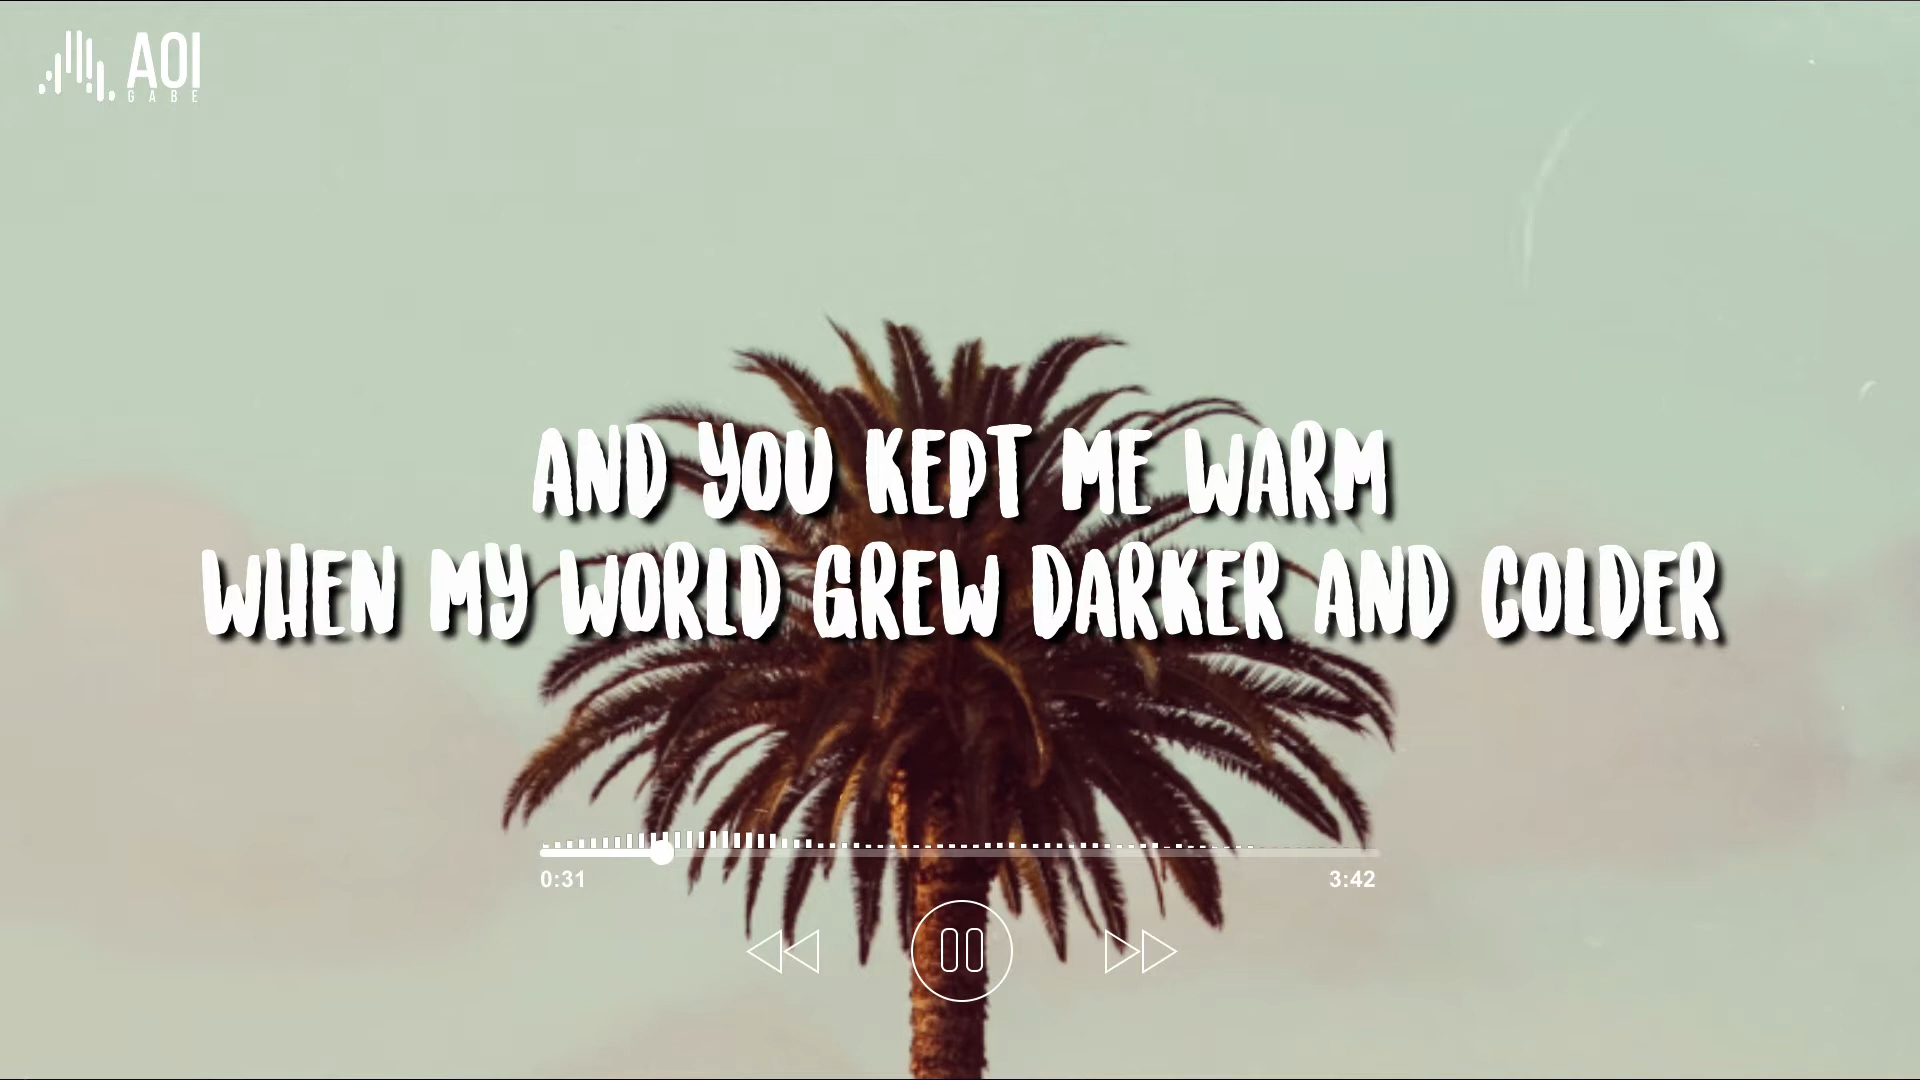 AOI
GABE
AND YOU KEPT ME WARM
WHEN MY WORLD GREW DARKER AND COLDER
0:31
3:42